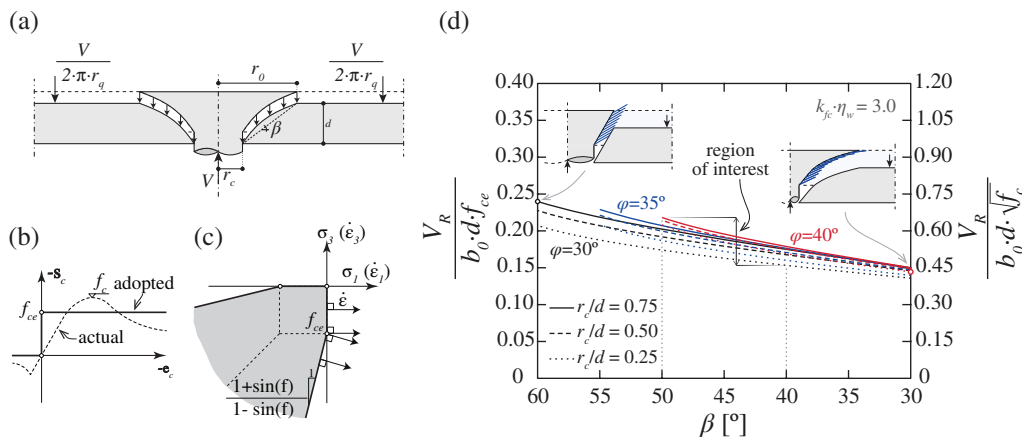 (a)
V
2·π·r_q
r_0
V
2·π·r_q
β
d
V
r_c
(b)
-s_c
f_c
adopted
f_ce
actual
-e_c
(c)
σ_3 (ε̇_3)
σ_1 (ε̇_1)
ε̇
f_ce
1
1+sin(f)
1- sin(f)
(d)
V_R
b_0·d·f_ce
0.40
0.35
0.30
0.25
0.20
0.15
0.10
0.05
0
k_fc·η_w = 3.0
region
of interest
φ=35º
φ=40º
φ=30º
r_c/d = 0.75
r_c/d = 0.50
r_c/d = 0.25
60
55
50
45
40
35
30
β [º]
1.20
1.05
0.90
0.75
0.60
0.45
0.30
0.15
0
V_R
b_0·d·√f_c